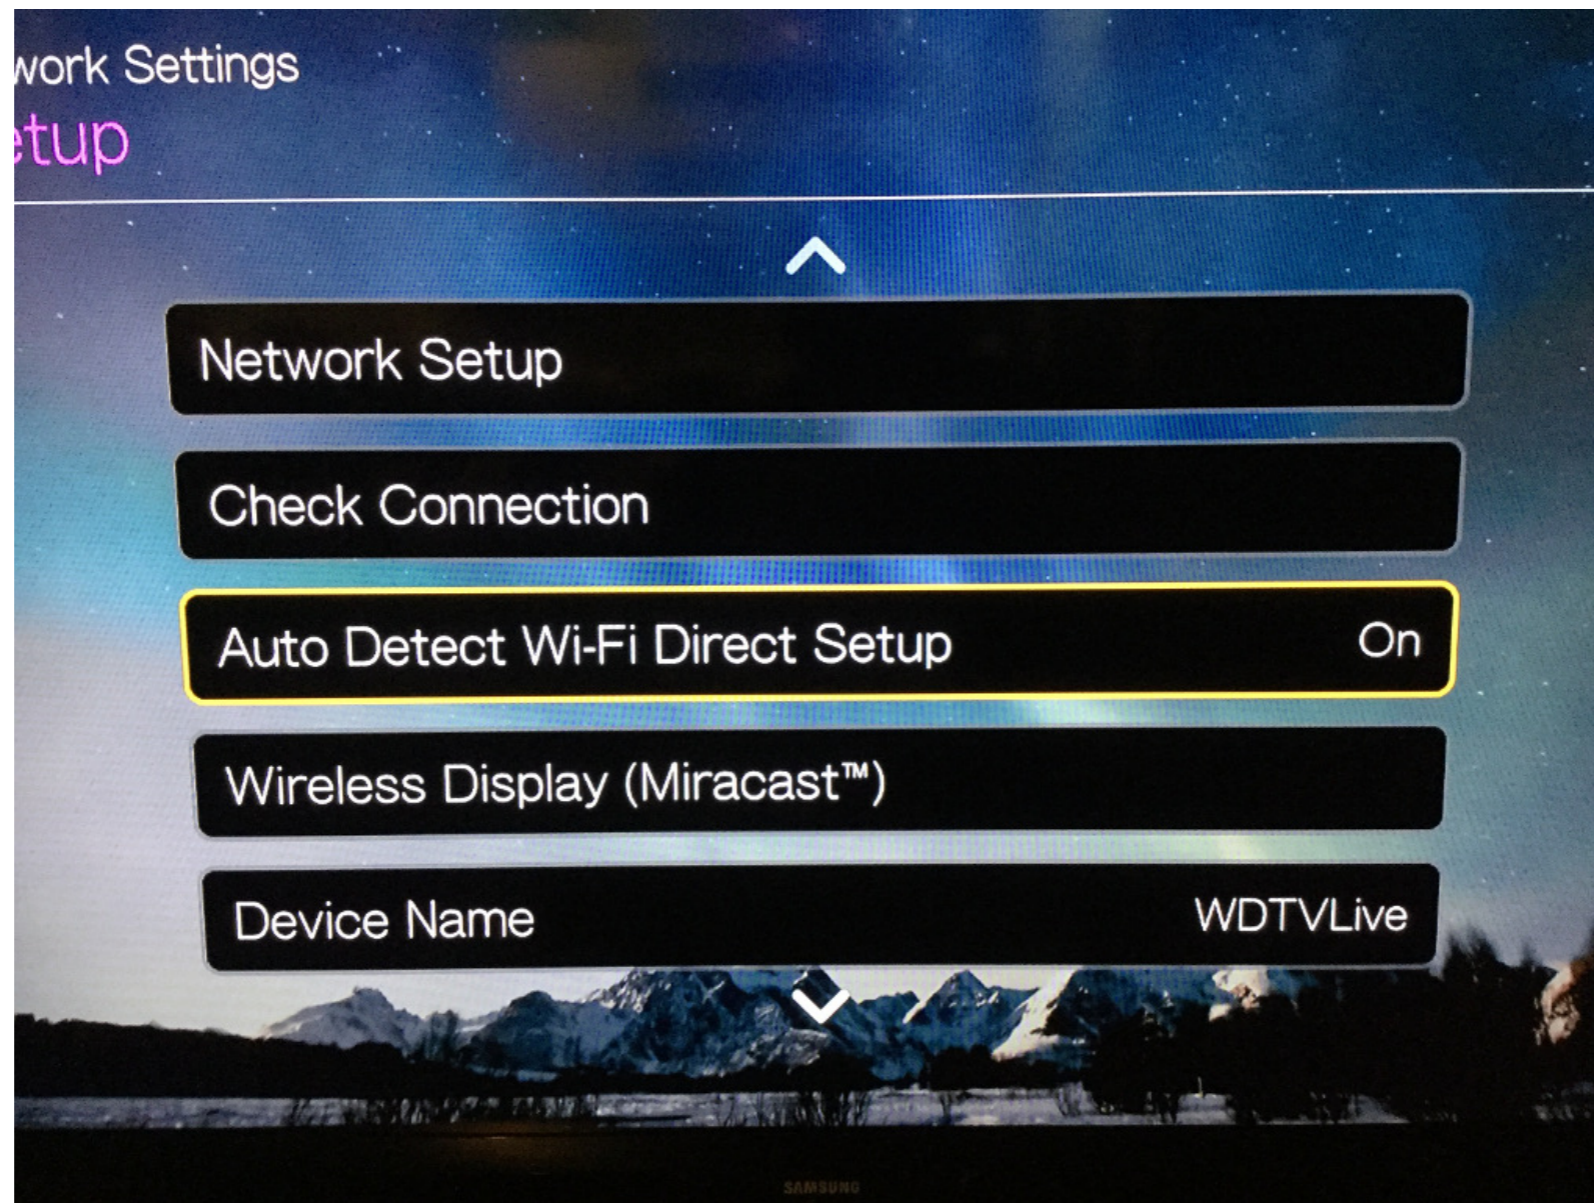 work Settings
etup
Network Setup
Check Connection
Auto Detect Wi-Fi Direct Setup On
Wireless Display (Miracast™)
Device Name WDTVLive
SAMSUNG